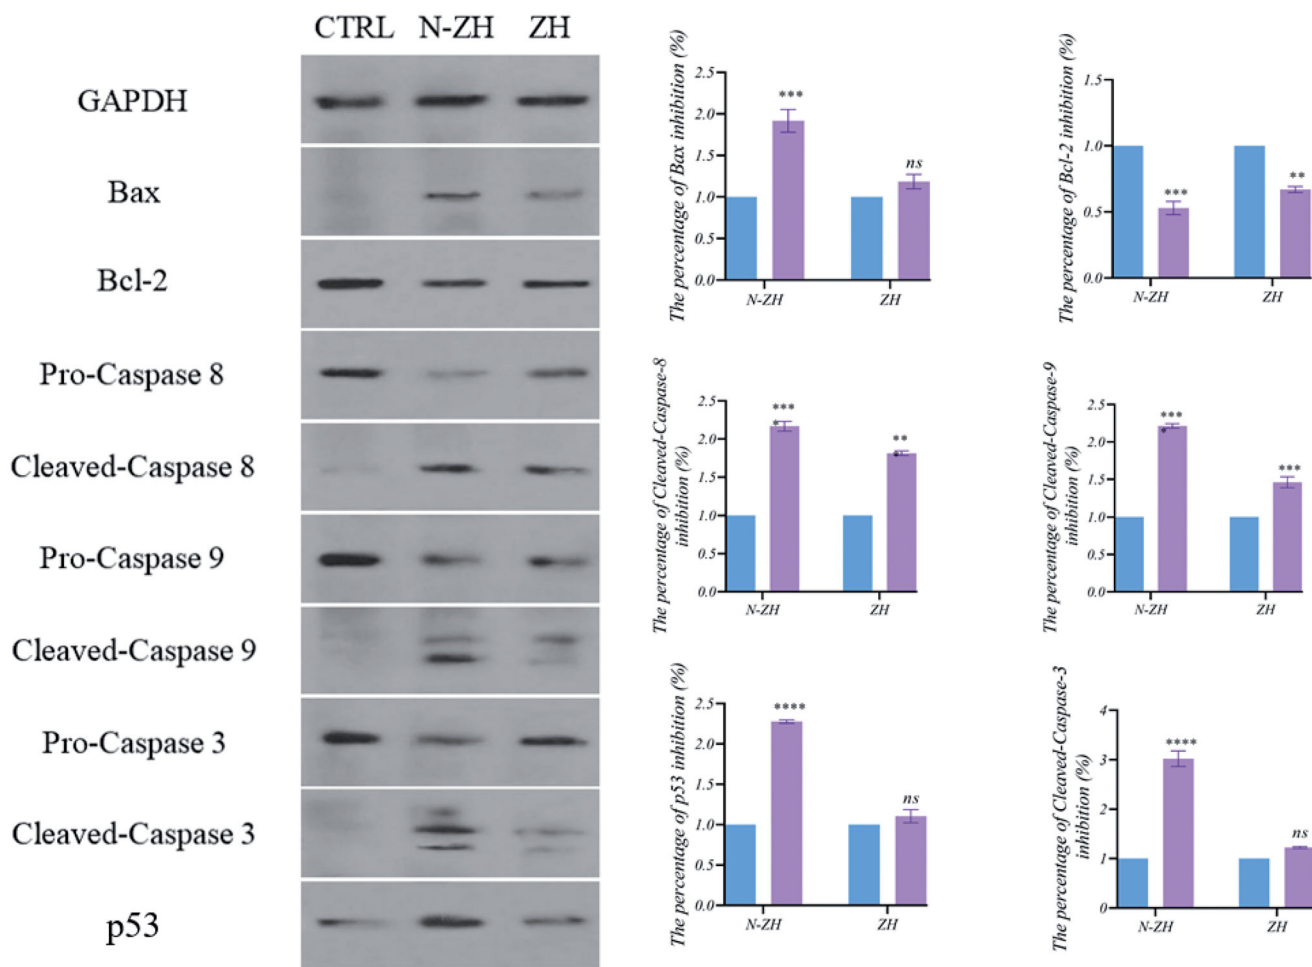 CTRL N-ZH ZH
GAPDH
Bax
Bcl-2
Pro-Caspase 8
Cleaved-Caspase 8
Pro-Caspase 9
Cleaved-Caspase 9
Pro-Caspase 3
Cleaved-Caspase 3
p53
The percentage of Bax inhibition (%)
2.5
2.0
1.5
1.0
0.5
0.0
***
ns
N-ZH ZH
The percentage of Bcl-2 inhibition (%)
1.5
1.0
0.5
0.0
***
**
N-ZH ZH
The percentage of Cleaved-Caspase-8
inhibition (%)
2.5
2.0
1.5
1.0
0.5
0.0
***
*
**
*
N-ZH ZH
The percentage of Cleaved-Caspase-9
inhibition (%)
2.5
2.0
1.5
1.0
0.5
0.0
***
*
***
N-ZH ZH
The percentage of p53 inhibition (%)
2.5
2.0
1.5
1.0
0.5
0.0
****
ns
N-ZH ZH
The percentage of Cleaved-Caspase-3
inhibition (%)
4
3
2
1
0
****
ns
N-ZH ZH